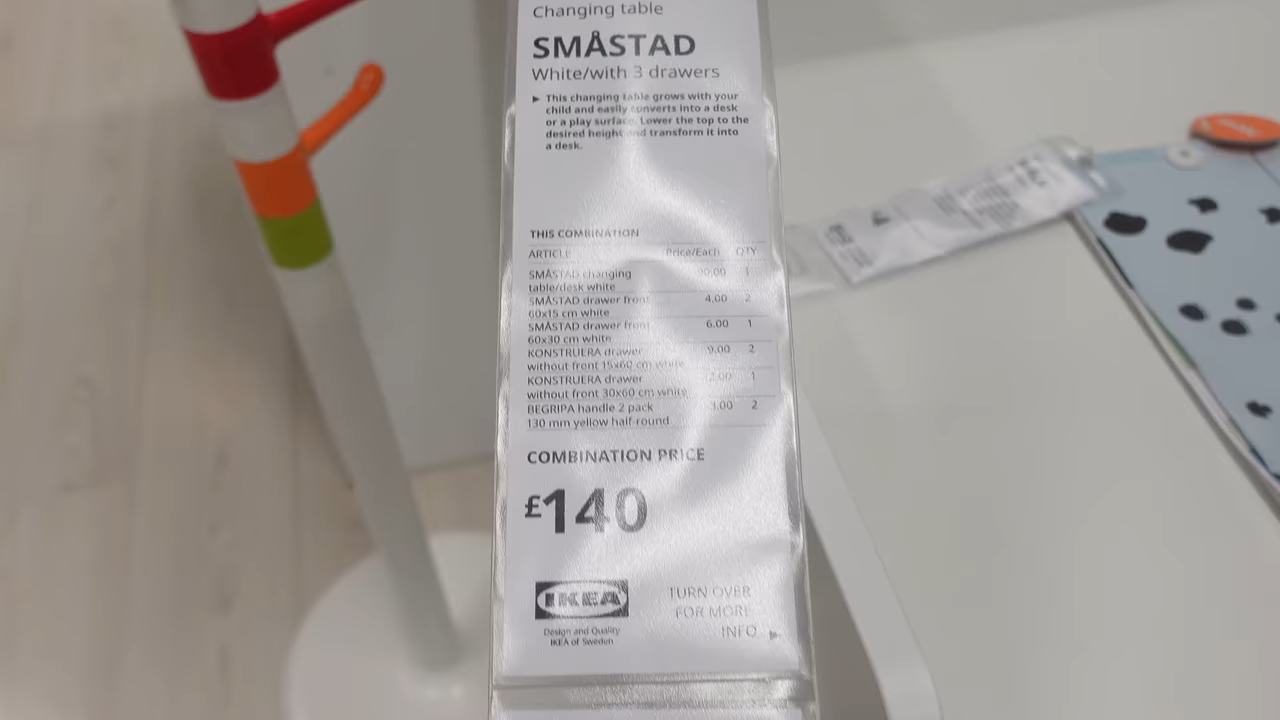 Changing table
SMÅSTAD
White/with 3 drawers
► This changing table grows with your
child and easily converts into a desk
or a play surface. Lower the top to the
desired height and transform it into
a desk.
THIS COMBINATION
ARTICLE Price/Each QTY
SMÅSTAD changing 1
table/desk white
SMÅSTAD drawer front 4.00 2
60x15 cm white
SMÅSTAD drawer front 6.00 1
60x30 cm white
KONSTRUERA drawer 9.00 2
without front 15x60 cm white
KONSTRUERA drawer 1
without front 30x60 cm white
BEGRIPA handle 2 pack 2
130 mm yellow half-round
COMBINATION PRICE
£140
IKEA
Design and Quality
IKEA of Sweden
TURN OVER
FOR MORE
INFO ►